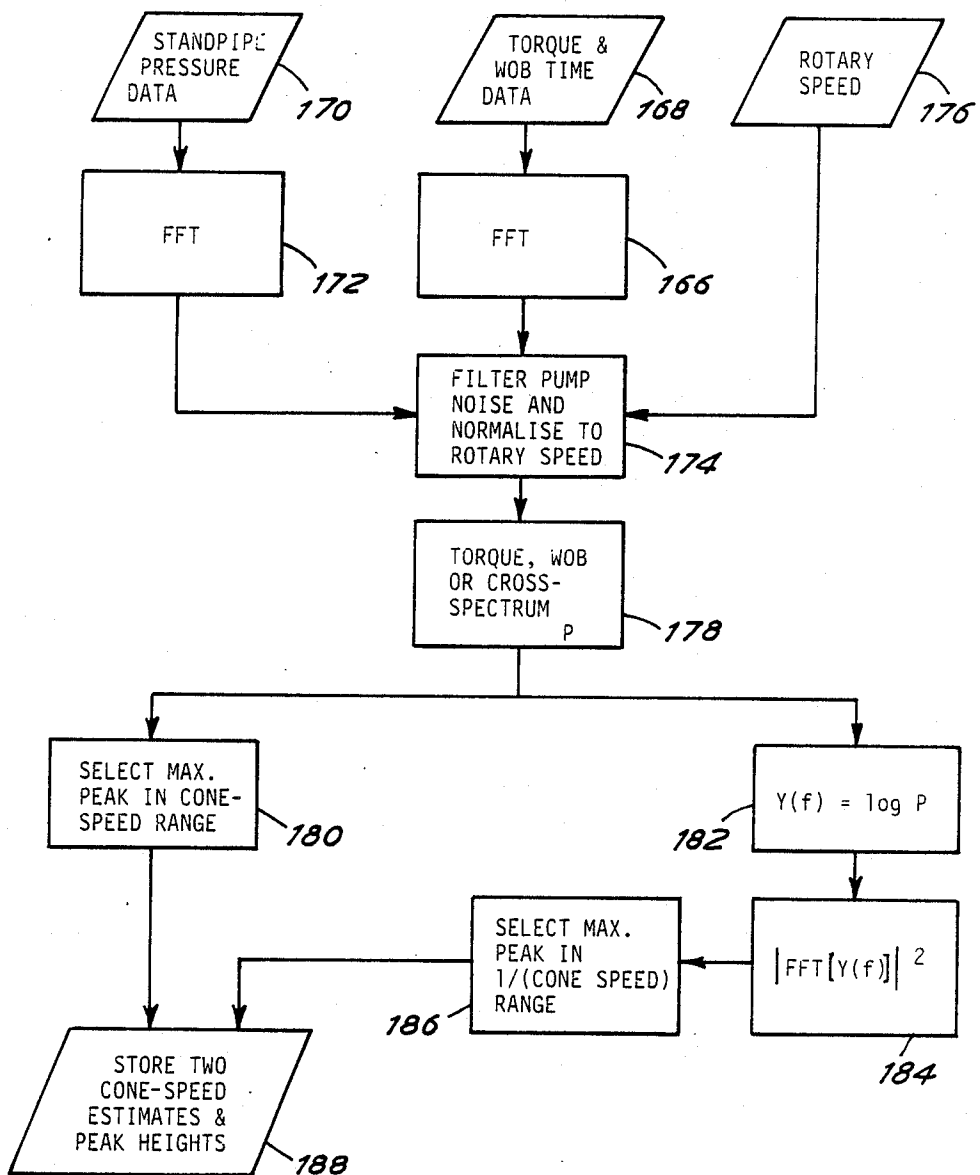 STANDPIPE
PRESSURE
DATA
170
TORQUE &
WOB TIME
DATA
168
ROTARY
SPEED
176
FFT
172
FFT
166
FILTER PUMP
NOISE AND
NORMALISE TO
ROTARY SPEED
174
TORQUE, WOB
OR CROSS-
SPECTRUM
P
178
SELECT MAX.
PEAK IN CONE-
SPEED RANGE
180
Y(f) = log P
182
SELECT MAX.
PEAK IN
1/(CONE SPEED)
RANGE
186
|FFT[Y(f)]| 2
184
STORE TWO
CONE-SPEED
ESTIMATES &
PEAK HEIGHTS
188